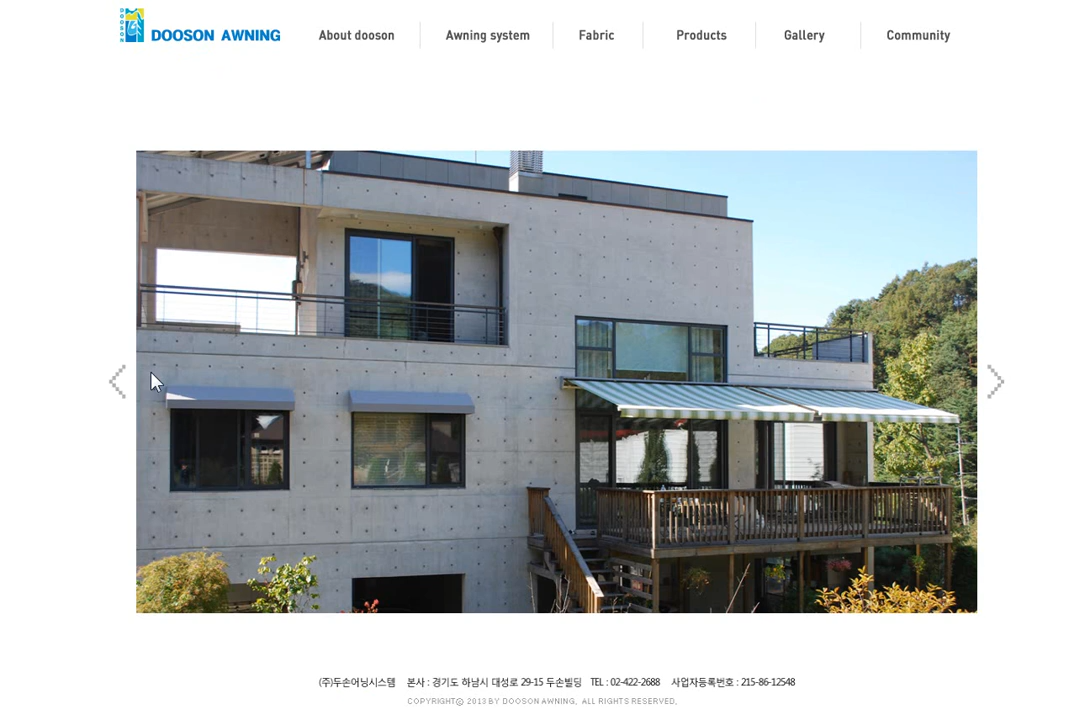 DOOSON
DOOSON AWNING
About dooson
Awning system
Fabric
Products
Gallery
Community
(주)두손어닝시스템 본사 : 경기도 하남시 대성로 29-15 두손빌딩 TEL : 02-422-2688 사업자등록번호 : 215-86-12548
COPYRIGHT© 2013 BY DOOSON AWNING, ALL RIGHTS RESERVED.